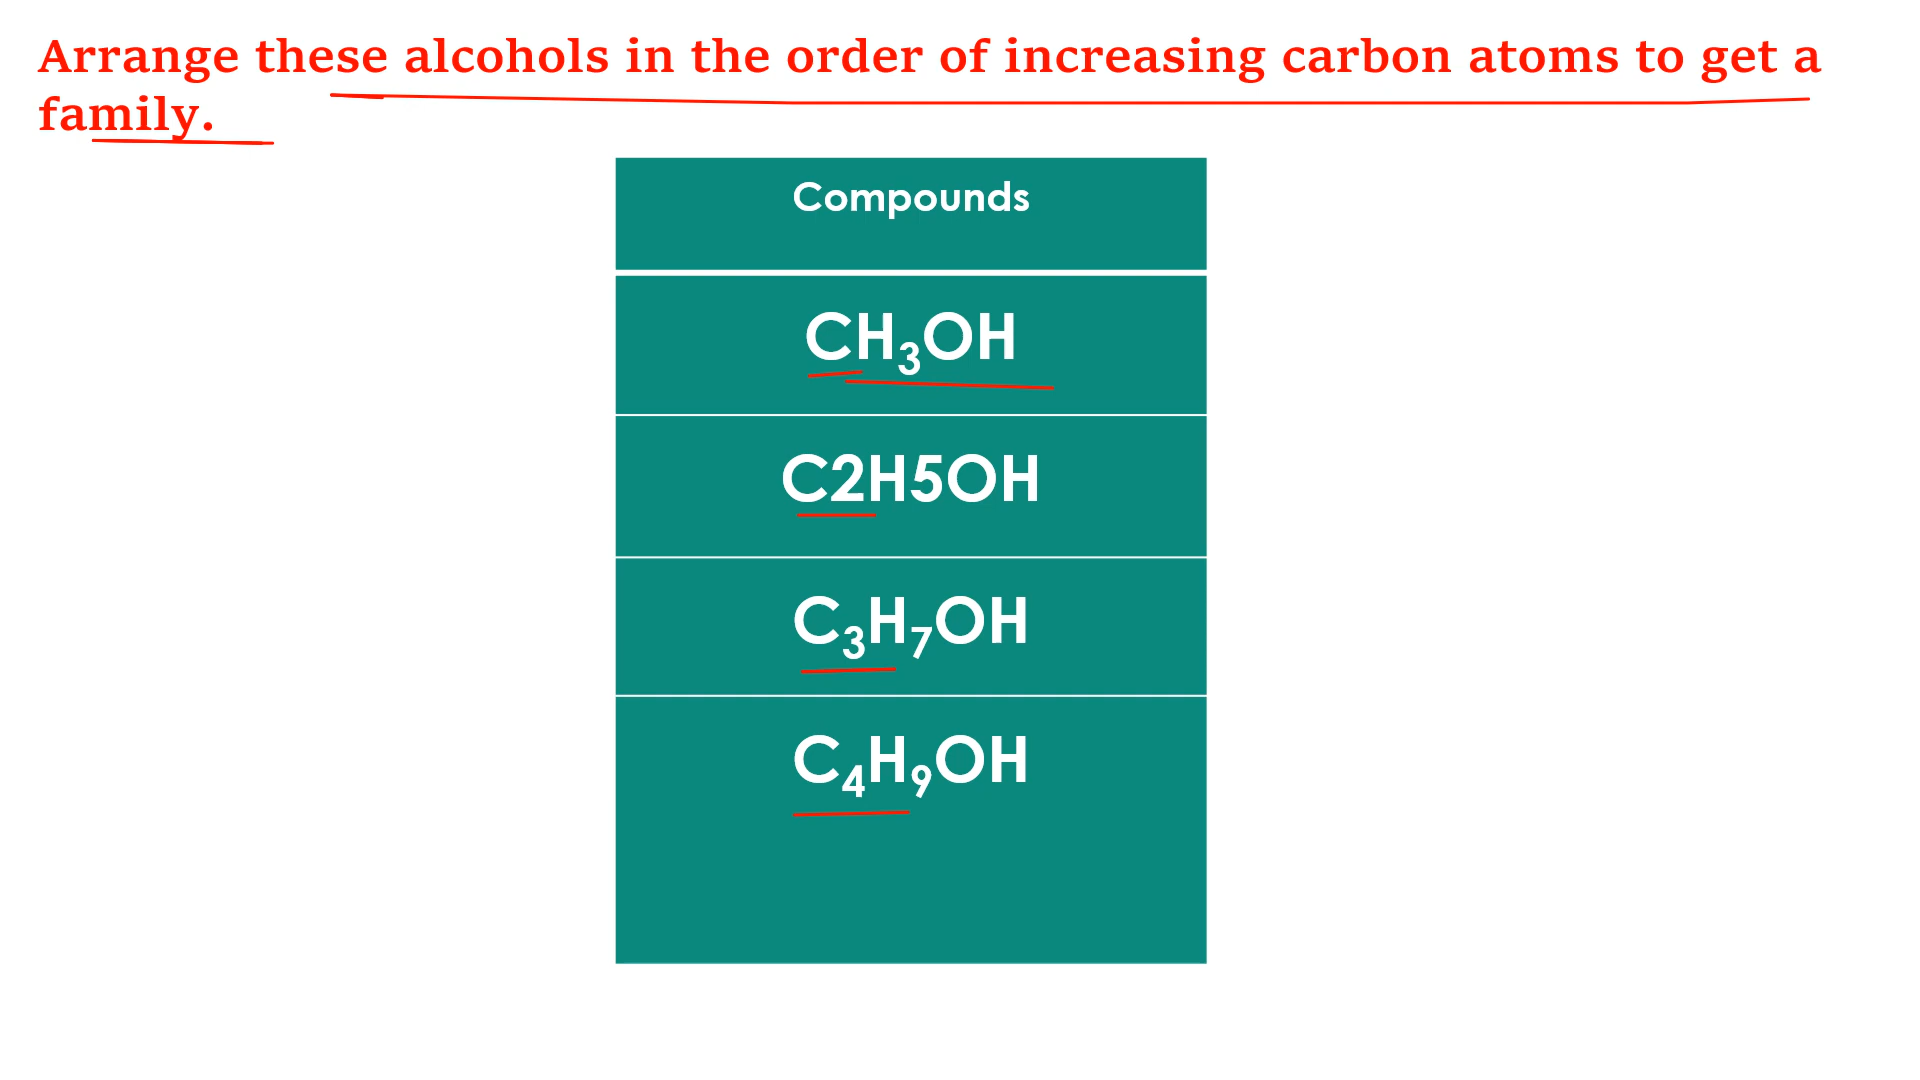 Arrange these alcohols in the order of increasing carbon atoms to get a
family.
Compounds
CH₃OH
C2H5OH
C₃H₇OH
C₄H₉OH